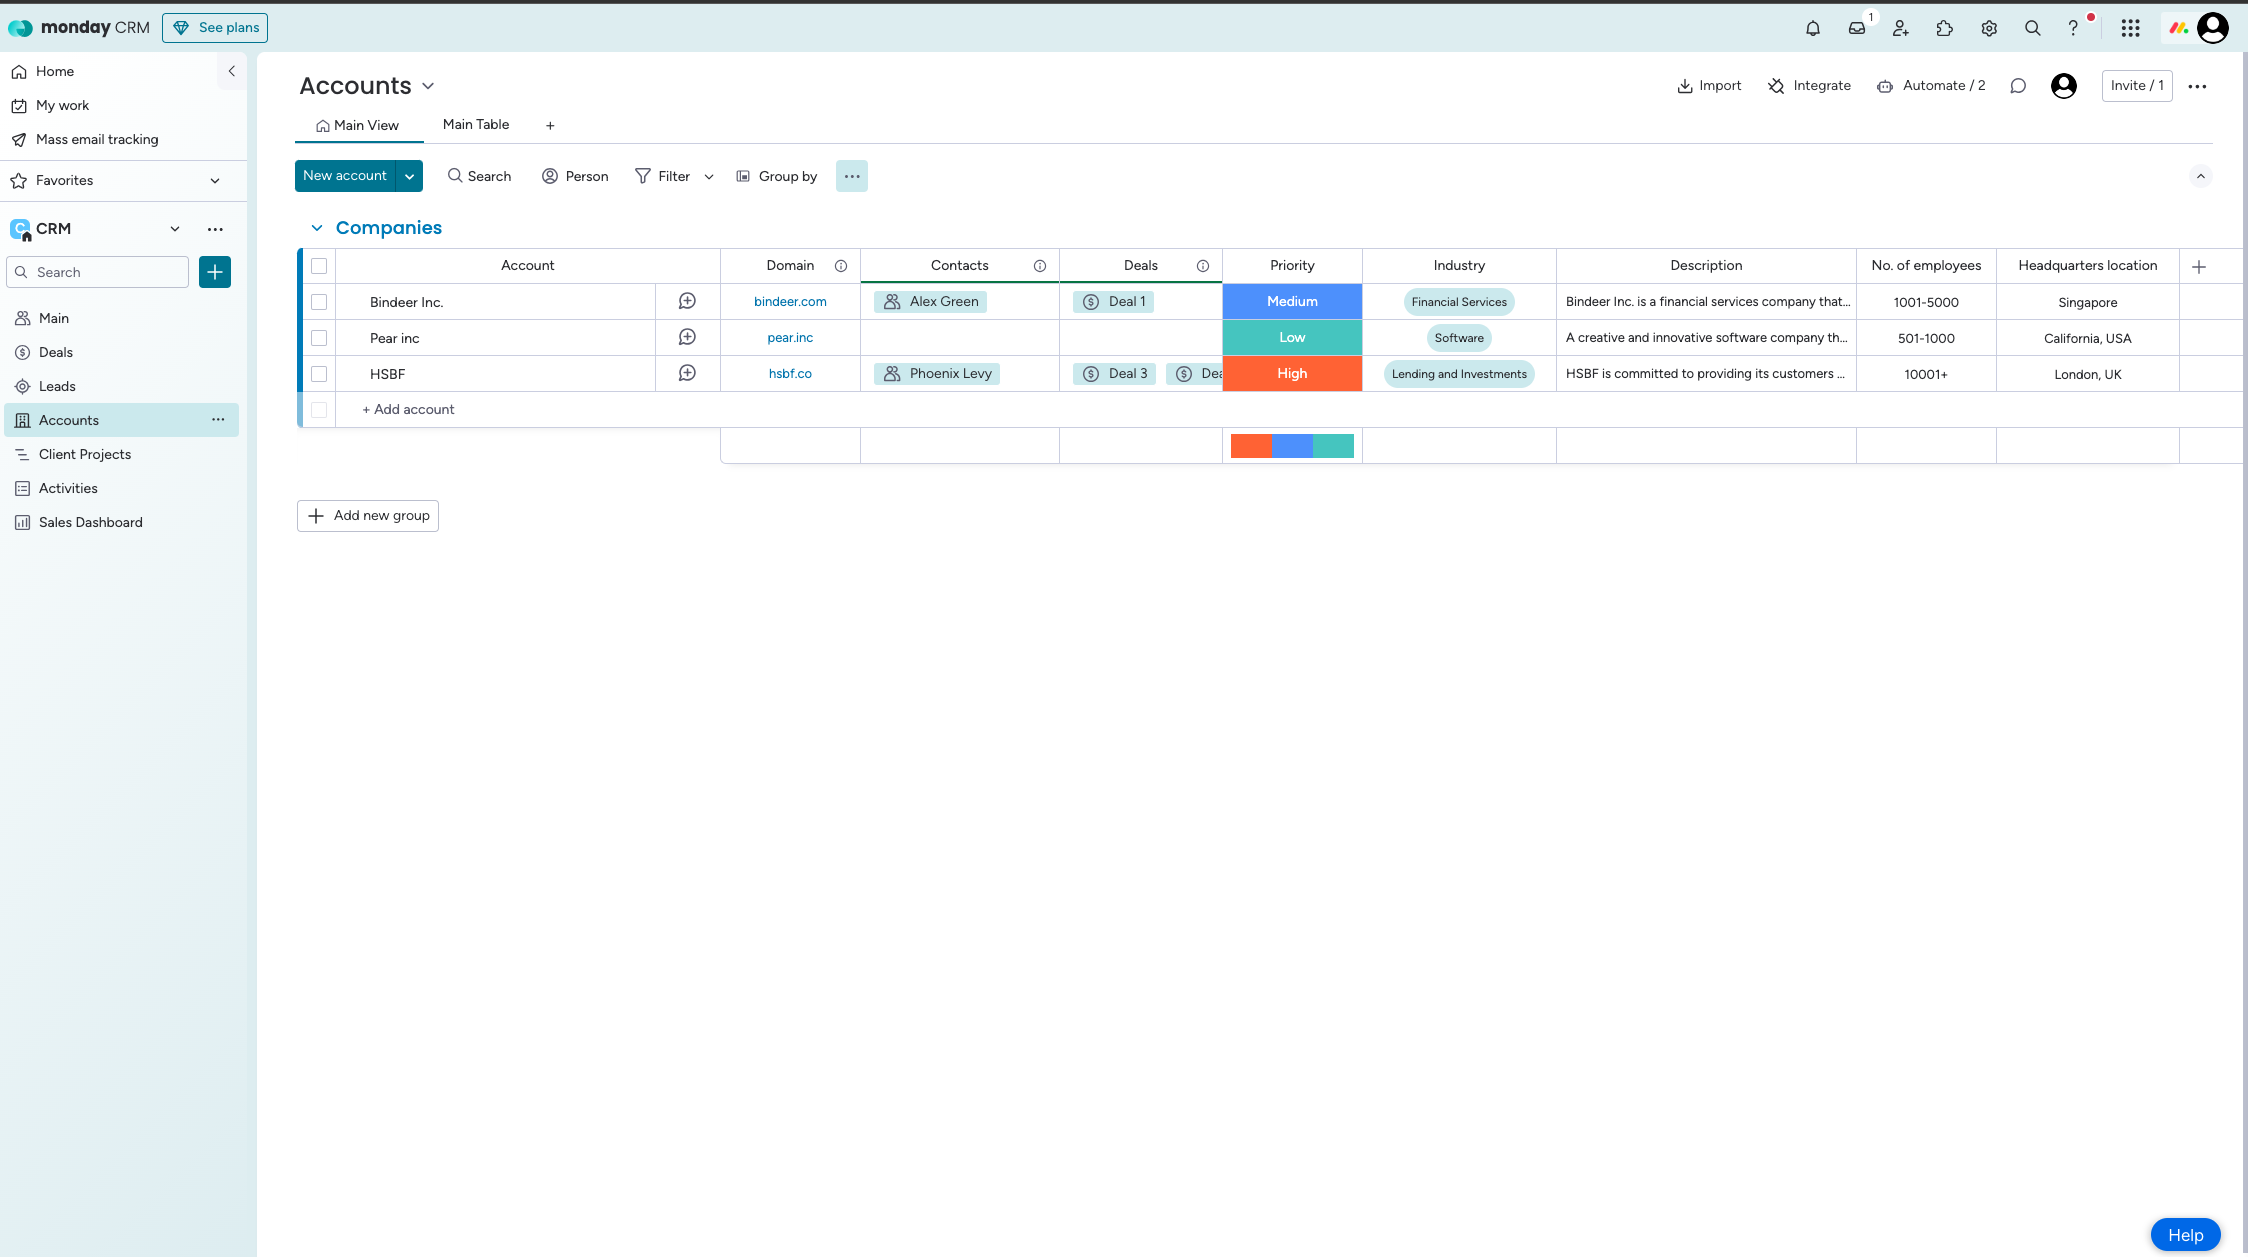 monday CRM
See plans
1
Home
My work
Mass email tracking
Favorites
CRM
Search
Main
Deals
Leads
Accounts
Client Projects
Activities
Sales Dashboard
Accounts
Import
Integrate
Automate / 2
Invite / 1
Main View
Main Table
+
New account
Search
Person
Filter
Group by
Companies
Account Domain Contacts Deals Priority Industry Description No. of employees Headquarters location
Bindeer Inc. bindeer.com Alex Green Deal 1 Medium Financial Services Bindeer Inc. is a financial services company that... 1001-5000 Singapore
Pear inc pear.inc Low Software A creative and innovative software company th... 501-1000 California, USA
HSBF hsbf.co Phoenix Levy Deal 3 Dea High Lending and Investments HSBF is committed to providing its customers ... 10001+ London, UK
+ Add account
Add new group
Help